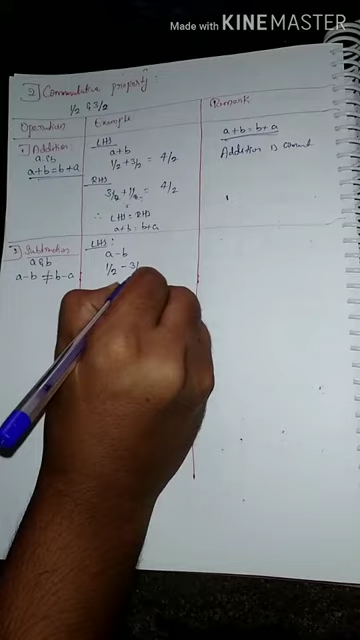 Made with KINEMASTER
2] Commutative property :
1/2 & 3/2
Operation
Example
Remark
1 Addition
a & b
a+b = b+a
LHS
a+b
1/2 + 3/2 = 4/2
RHS
3/2 + 1/2 = 4/2
∴ LHS = RHS
a+b = b+a
a+b = b+a
Addition is commut
2 Subtraction
a & b
a-b ≠ b-a
LHS :
a-b
1/2 - 3/